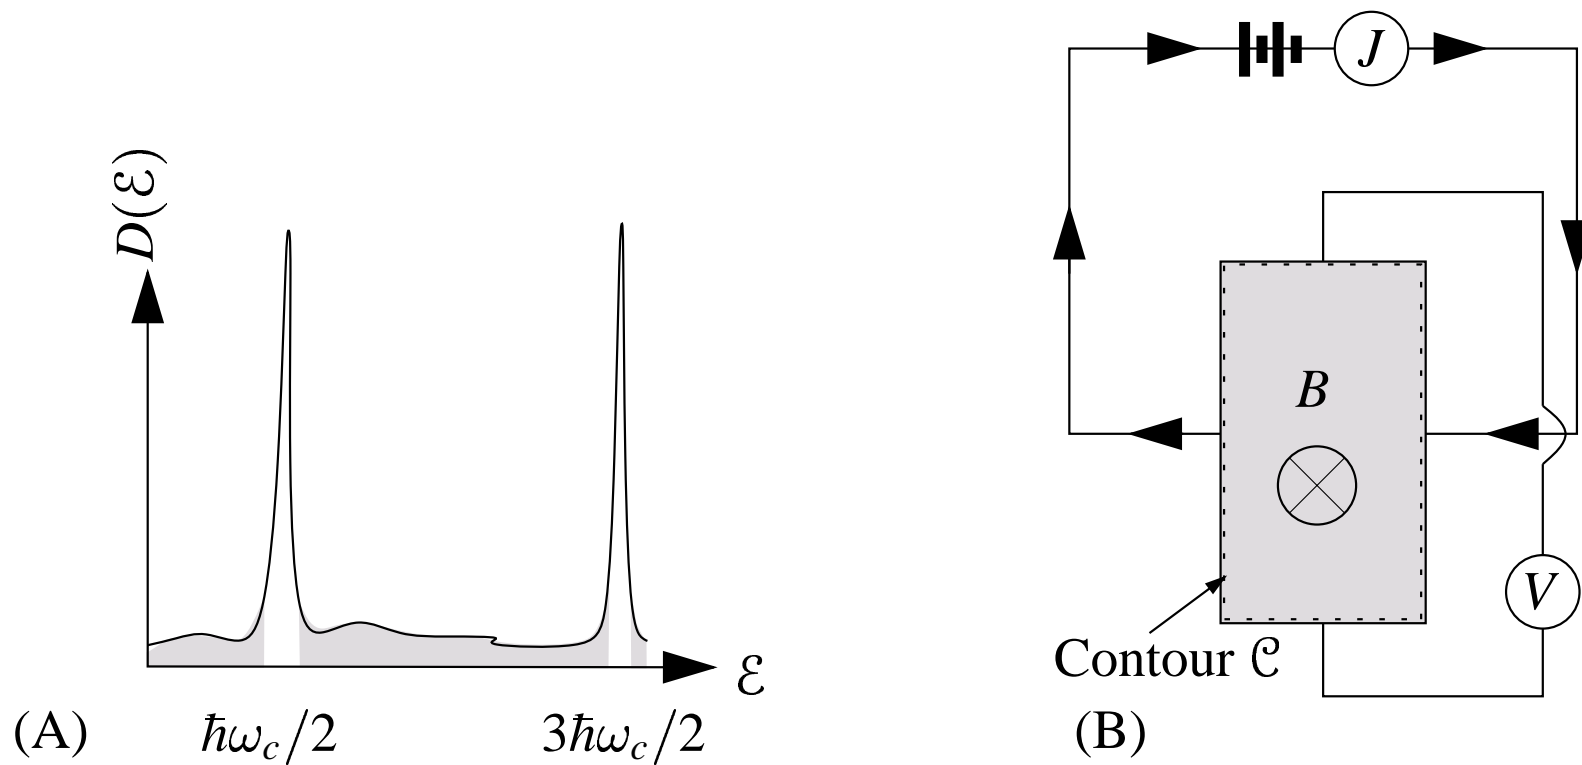 D(ℰ)
ℰ
ħω_c/2
3ħω_c/2
(A)
J
B
V
Contour 𝒞
(B)